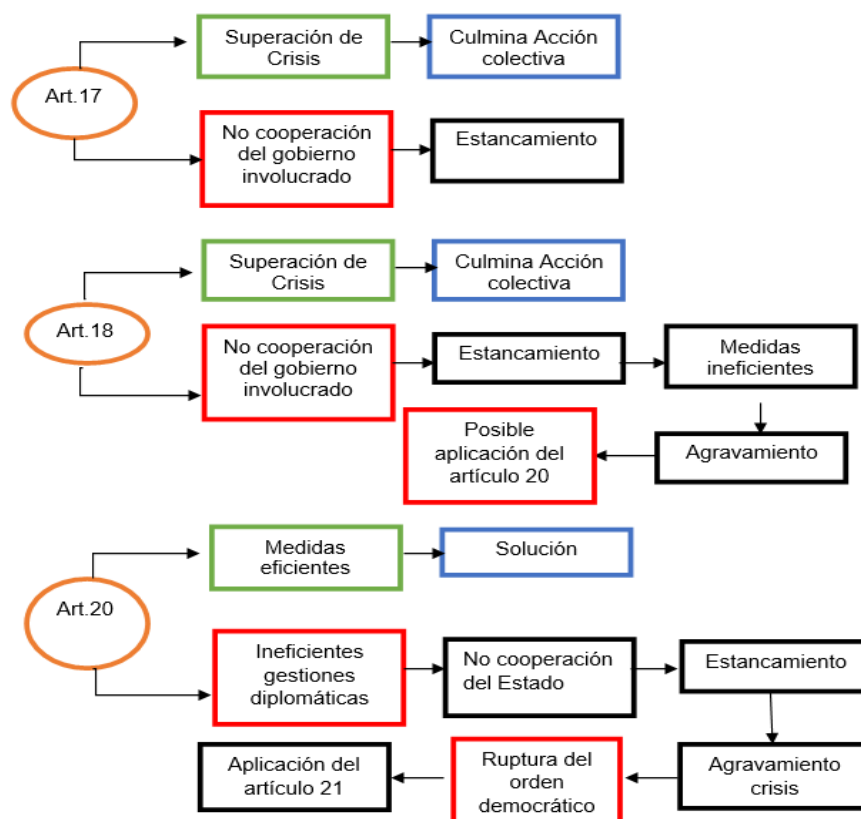 Art.17
Superación de
Crisis
Culmina Acción
colectiva
No cooperación
del gobierno
involucrado
Estancamiento
Art.18
Superación de
Crisis
Culmina Acción
colectiva
No cooperación
del gobierno
involucrado
Estancamiento
Medidas
ineficientes
Agravamiento
Posible
aplicación del
artículo 20
Art.20
Medidas
eficientes
Solución
Ineficientes
gestiones
diplomáticas
No cooperación
del Estado
Estancamiento
Agravamiento
crisis
Ruptura del
orden
democrático
Aplicación del
artículo 21